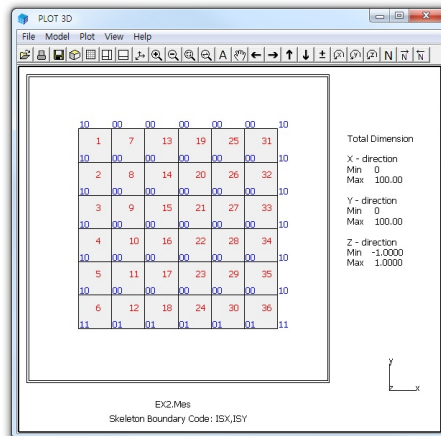 PLOT 3D
File Model Plot View Help
A N N N
10 00 00 00 00 00 10
1 7 13 19 25 31
10 00 00 00 00 00 10
2 8 14 20 26 32
10 00 00 00 00 00 10
3 9 15 21 27 33
10 00 00 00 00 00 10
4 10 16 22 28 34
10 00 00 00 00 00 10
5 11 17 23 29 35
10 00 00 00 00 00 10
6 12 18 24 30 36
11 01 01 01 01 01 11
Total Dimension
X - direction
Min 0
Max 100.00
Y - direction
Min 0
Max 100.00
Z - direction
Min -1.0000
Max 1.0000
y
z x
EX2.Mes
Skeleton Boundary Code: ISX,ISY